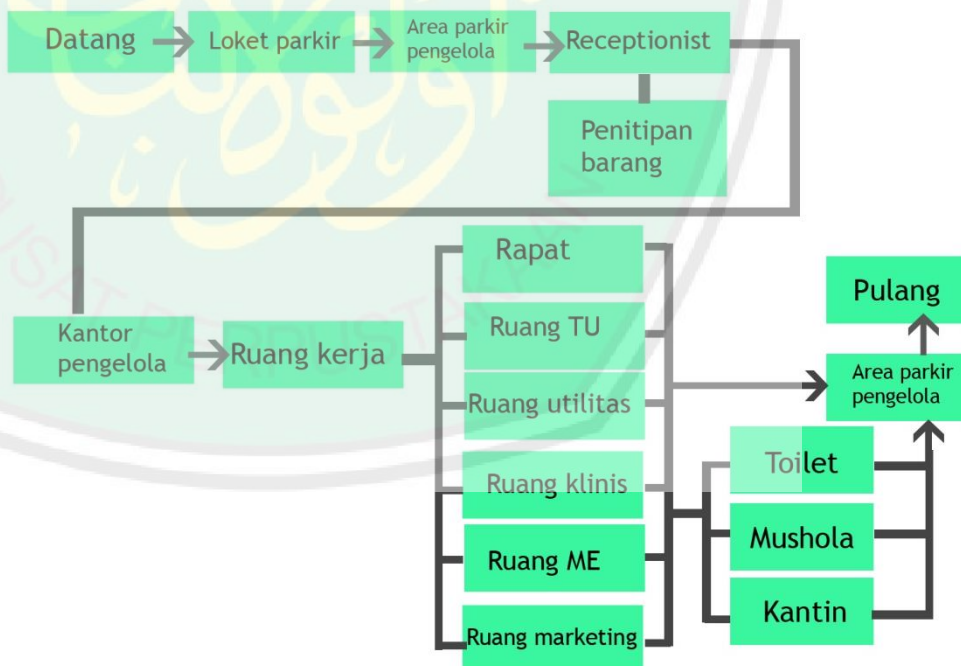 Datang
Loket parkir
Area parkir
pengelola
Receptionist
Penitipan
barang
Kantor
pengelola
Ruang kerja
Rapat
Ruang TU
Ruang utilitas
Ruang klinis
Ruang ME
Ruang marketing
Toilet
Mushola
Kantin
Area parkir
pengelola
Pulang
PUSTAKAAN